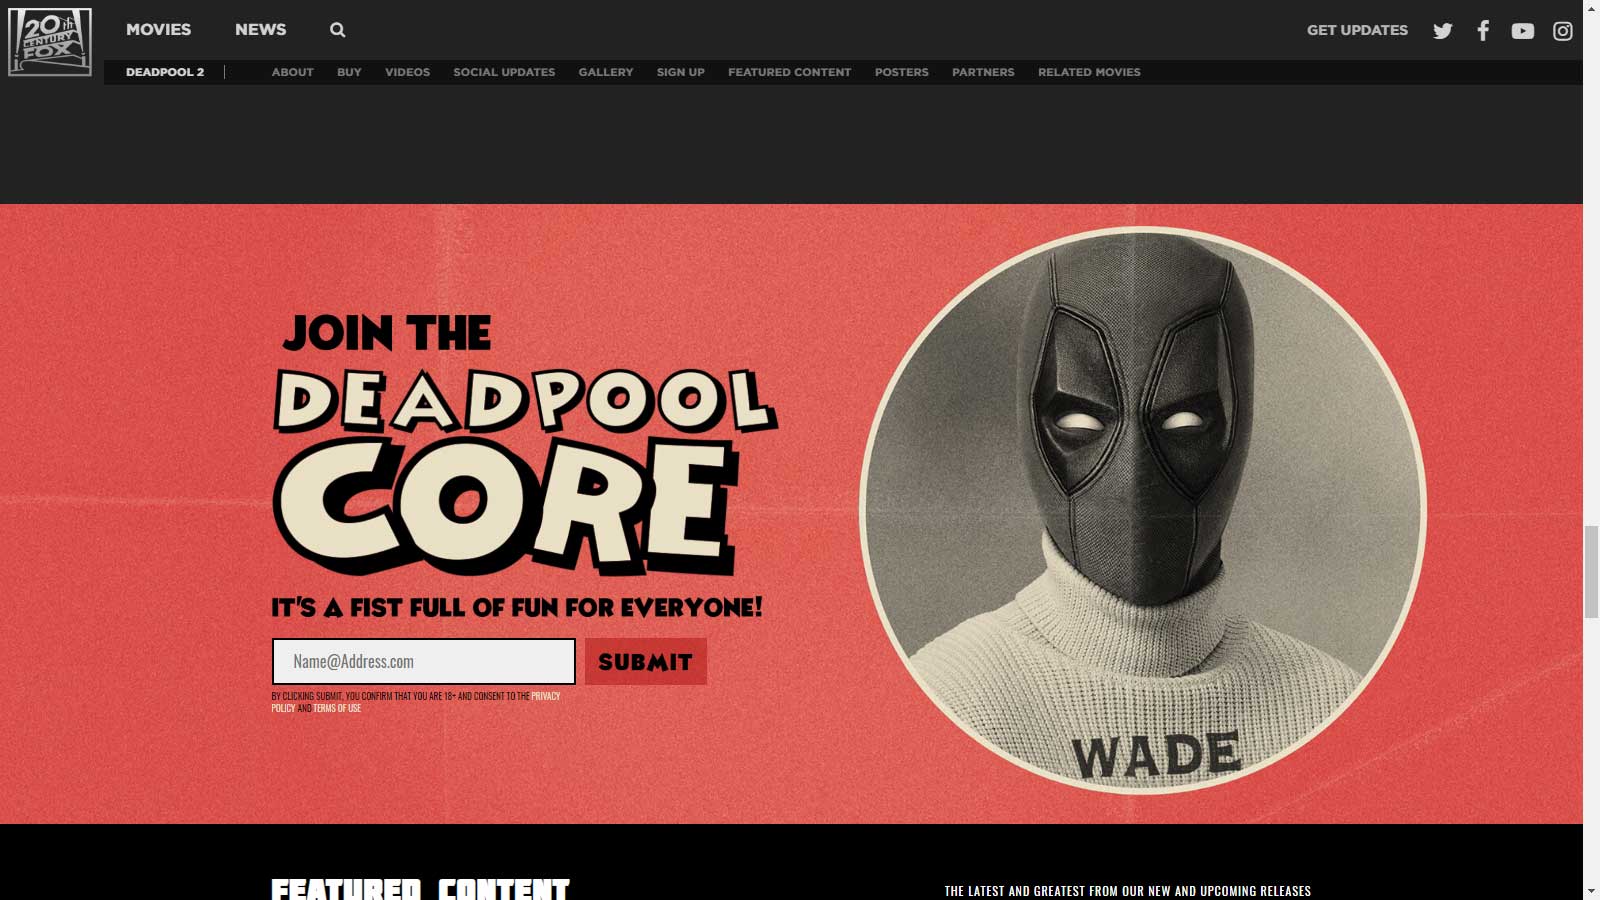 20th
CENTURY
FOX
MOVIES
NEWS
GET UPDATES
DEADPOOL 2
ABOUT
BUY
VIDEOS
SOCIAL UPDATES
GALLERY
SIGN UP
FEATURED CONTENT
POSTERS
PARTNERS
RELATED MOVIES
JOIN THE
DEADPOOL
CORE
IT'S A FIST FULL OF FUN FOR EVERYONE!
Name@Address.com
SUBMIT
BY CLICKING SUBMIT, YOU CONFIRM THAT YOU ARE 18+ AND CONSENT TO THE PRIVACY
POLICY AND TERMS OF USE
WADE
FEATURED CONTENT
THE LATEST AND GREATEST FROM OUR NEW AND UPCOMING RELEASES